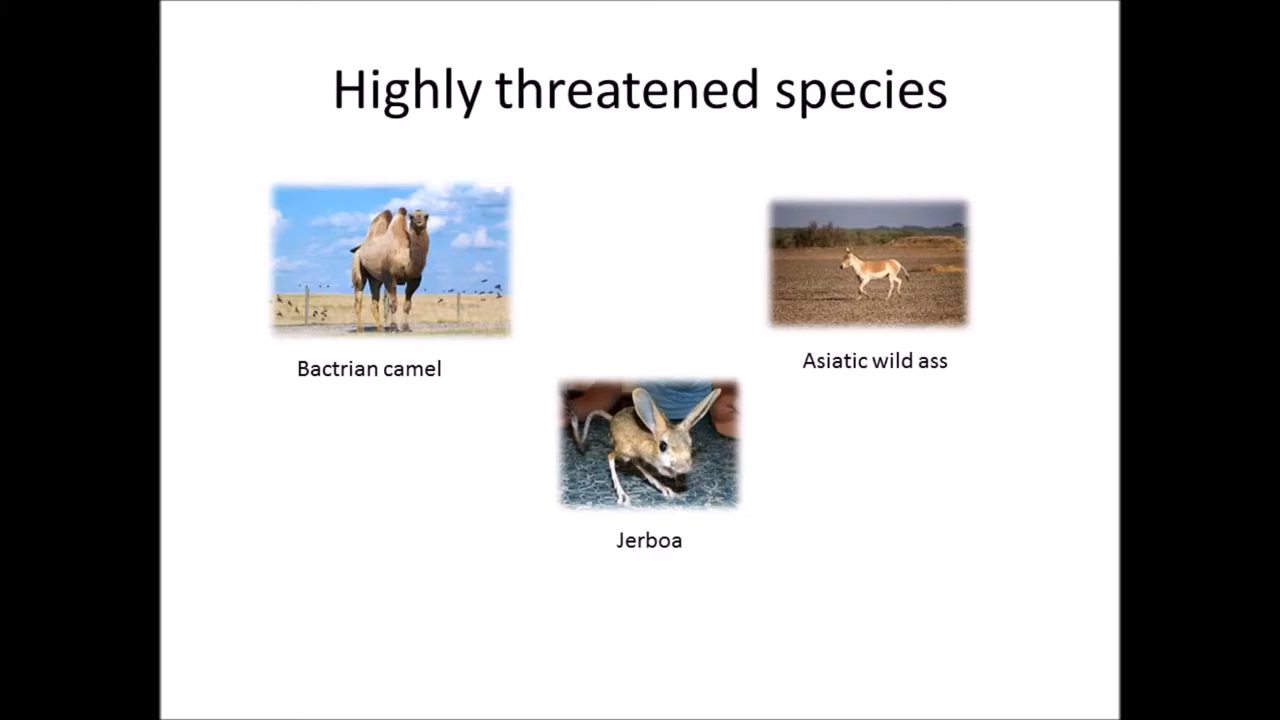 Highly threatened species
Bactrian camel
Asiatic wild ass
Jerboa